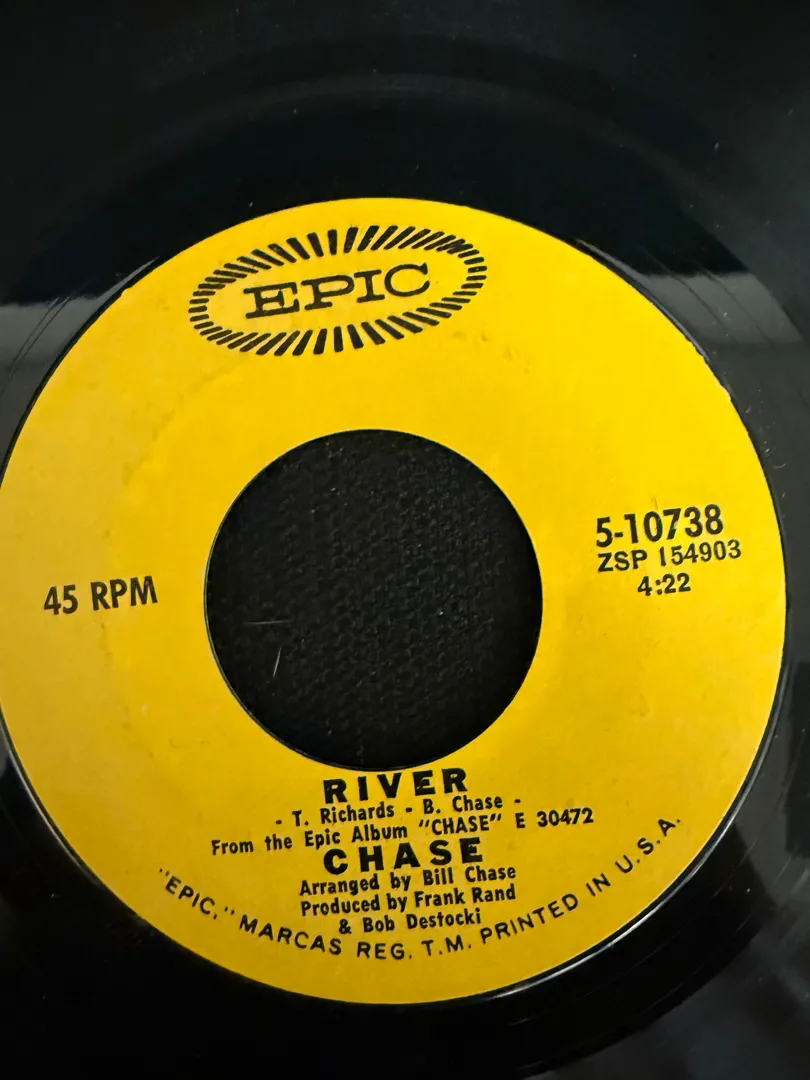 EPIC
45 RPM
5-10738
ZSP 154903
4:22
RIVER
- T. Richards - B. Chase -
From the Epic Album "CHASE" E 30472
CHASE
Arranged by Bill Chase
Produced by Frank Rand
& Bob Destocki
"EPIC," MARCAS REG. T.M. PRINTED IN U.S.A.